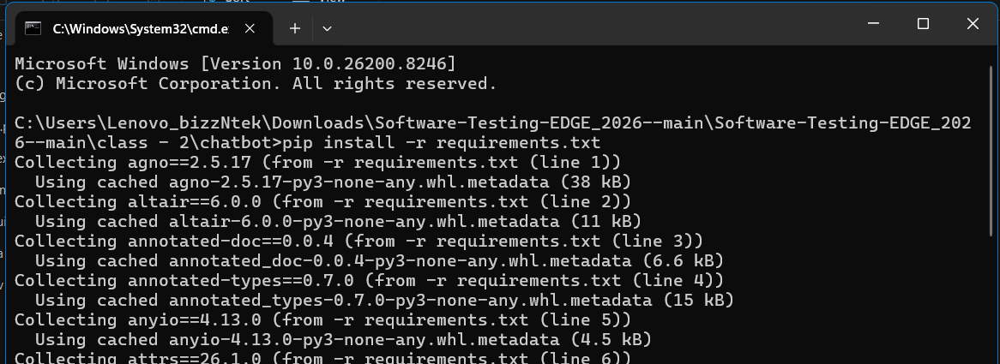 C:\Windows\System32\cmd.e
Microsoft Windows [Version 10.0.26200.8246]
(c) Microsoft Corporation. All rights reserved.
C:\Users\Lenovo_bizzNtek\Downloads\Software-Testing-EDGE_2026--main\Software-Testing-EDGE_202
6--main\class - 2\chatbot>pip install -r requirements.txt
Collecting agno==2.5.17 (from -r requirements.txt (line 1))
  Using cached agno-2.5.17-py3-none-any.whl.metadata (38 kB)
Collecting altair==6.0.0 (from -r requirements.txt (line 2))
  Using cached altair-6.0.0-py3-none-any.whl.metadata (11 kB)
Collecting annotated-doc==0.0.4 (from -r requirements.txt (line 3))
  Using cached annotated_doc-0.0.4-py3-none-any.whl.metadata (6.6 kB)
Collecting annotated-types==0.7.0 (from -r requirements.txt (line 4))
  Using cached annotated_types-0.7.0-py3-none-any.whl.metadata (15 kB)
Collecting anyio==4.13.0 (from -r requirements.txt (line 5))
  Using cached anyio-4.13.0-py3-none-any.whl.metadata (4.5 kB)
Collecting attrs==26.1.0 (from -r requirements.txt (line 6))